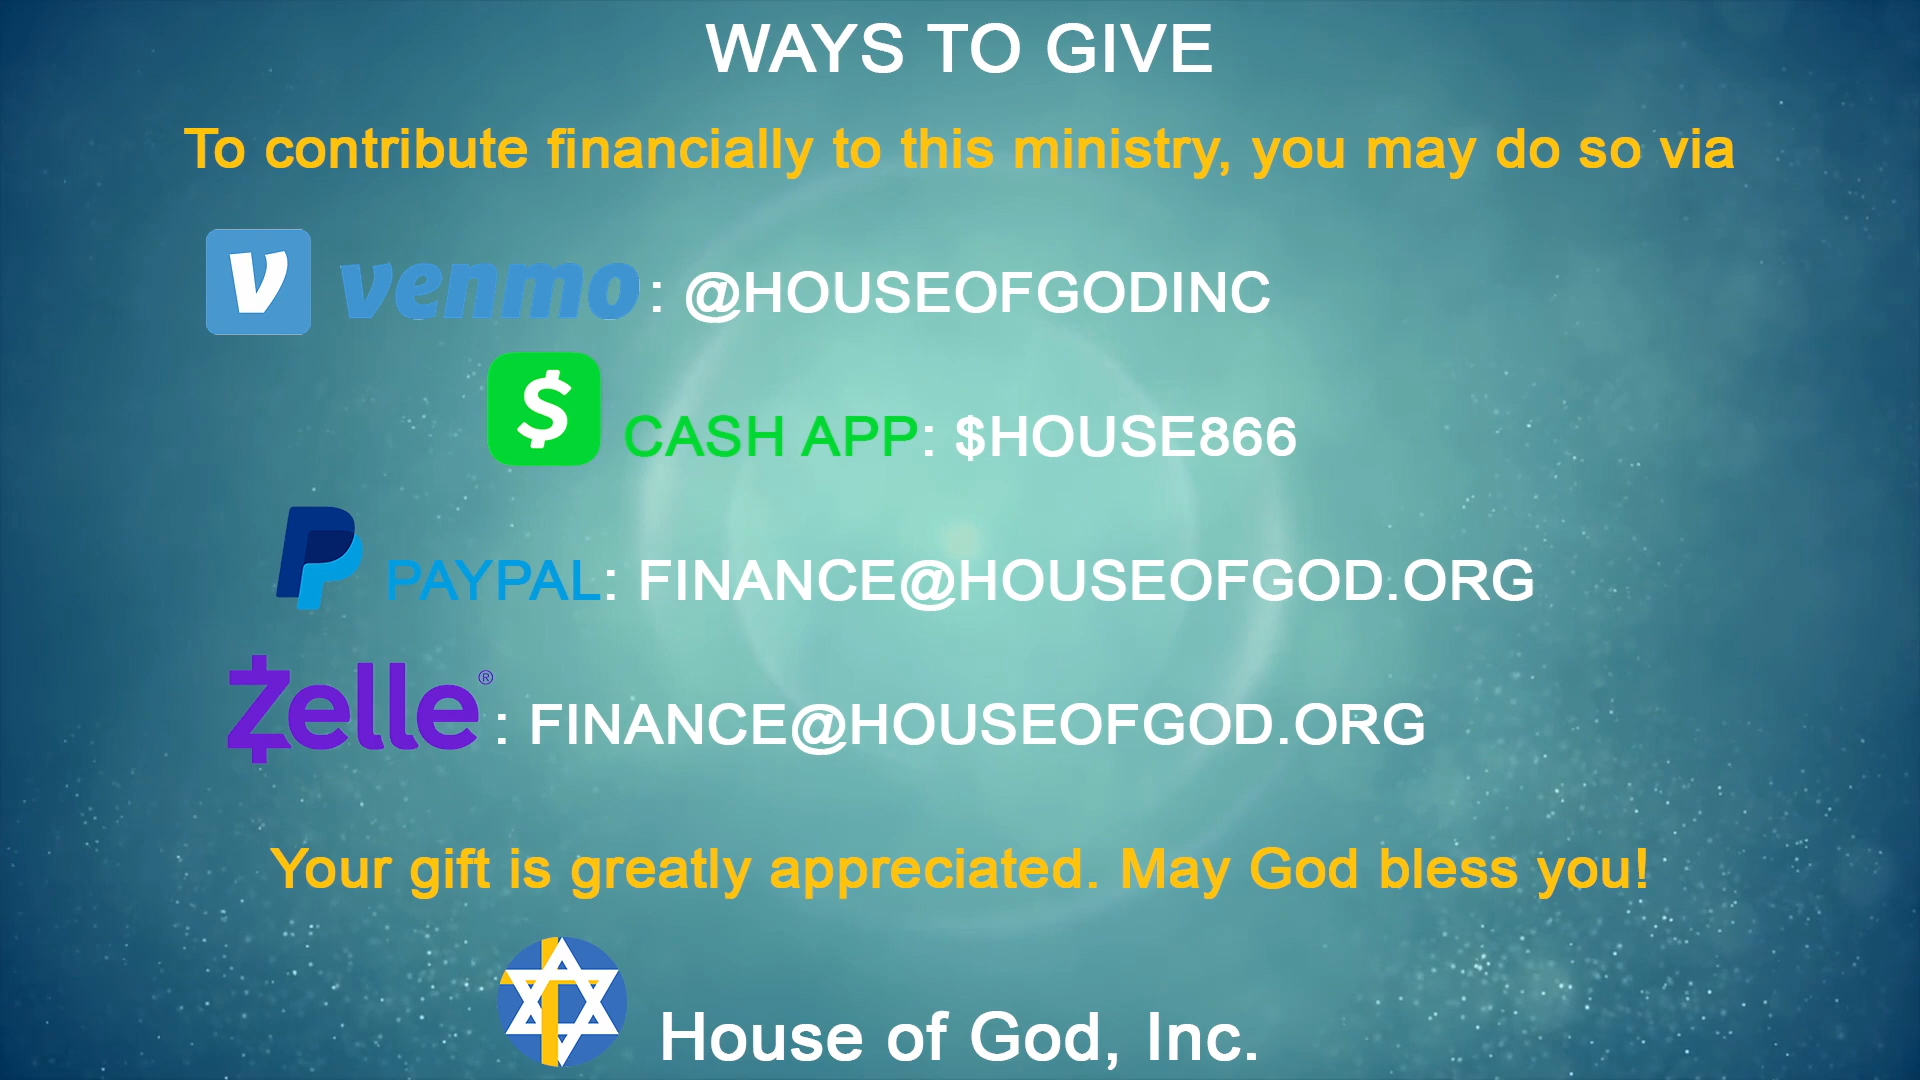 WAYS TO GIVE
To contribute financially to this ministry, you may do so via
V venmo : @HOUSEOFGODINC
$ CASH APP: $HOUSE866
P PAYPAL: FINANCE@HOUSEOFGOD.ORG
Zelle® : FINANCE@HOUSEOFGOD.ORG
Your gift is greatly appreciated. May God bless you!
House of God, Inc.